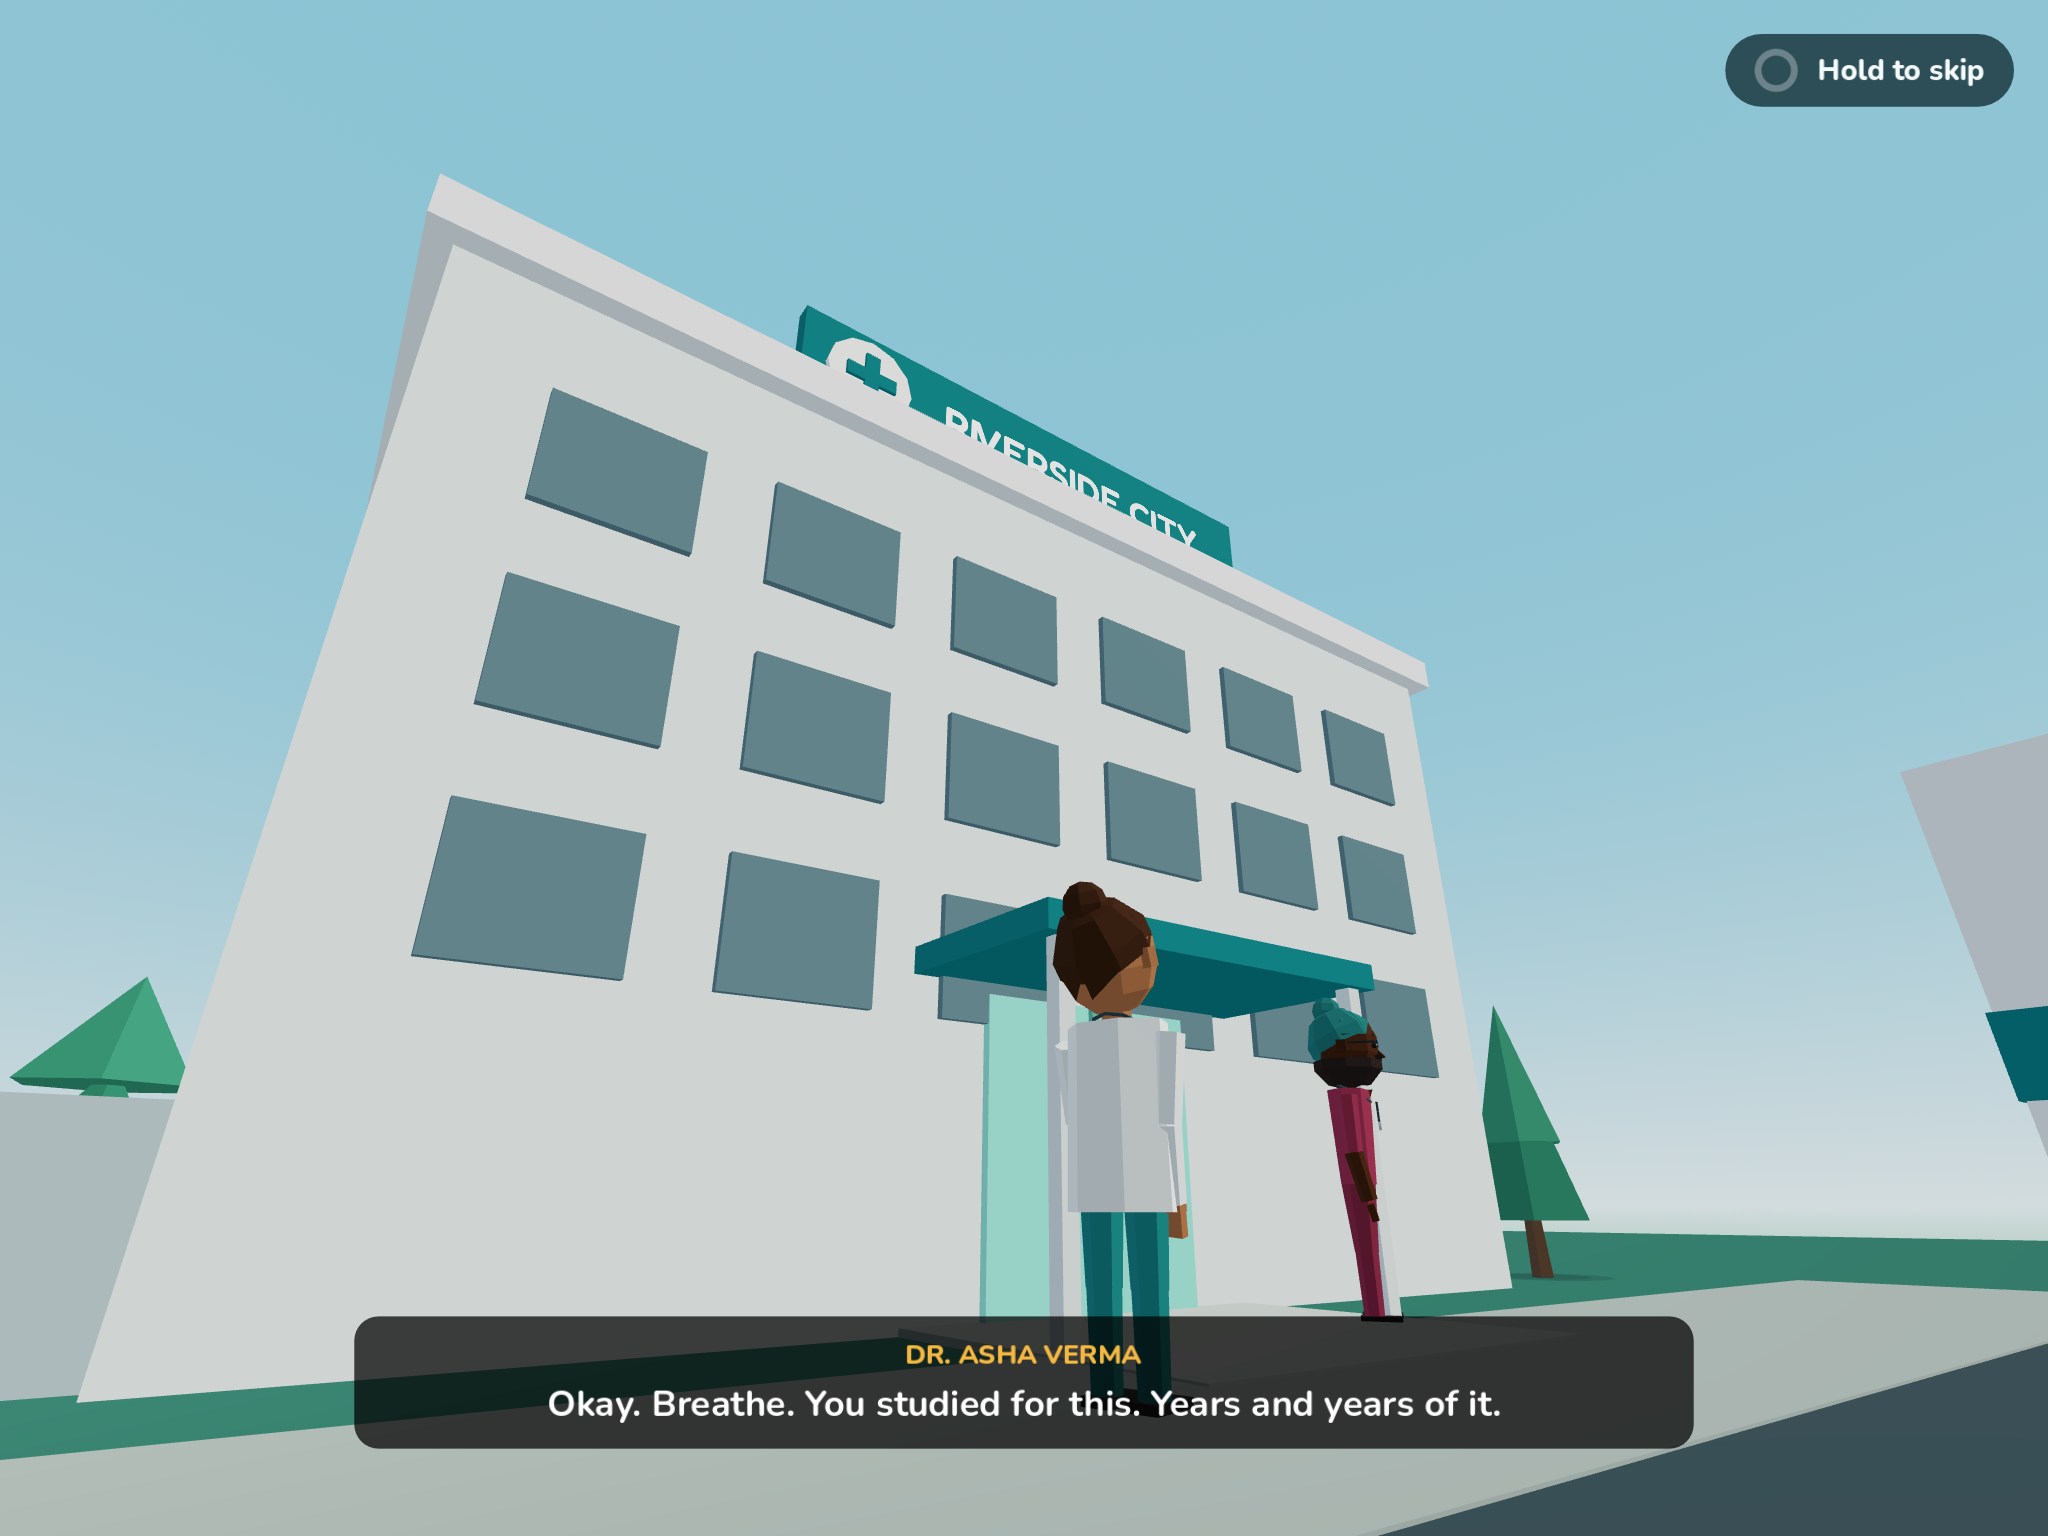 Hold to skip
RIVERSIDE CITY
DR. ASHA VERMA
Okay. Breathe. You studied for this. Years and years of it.